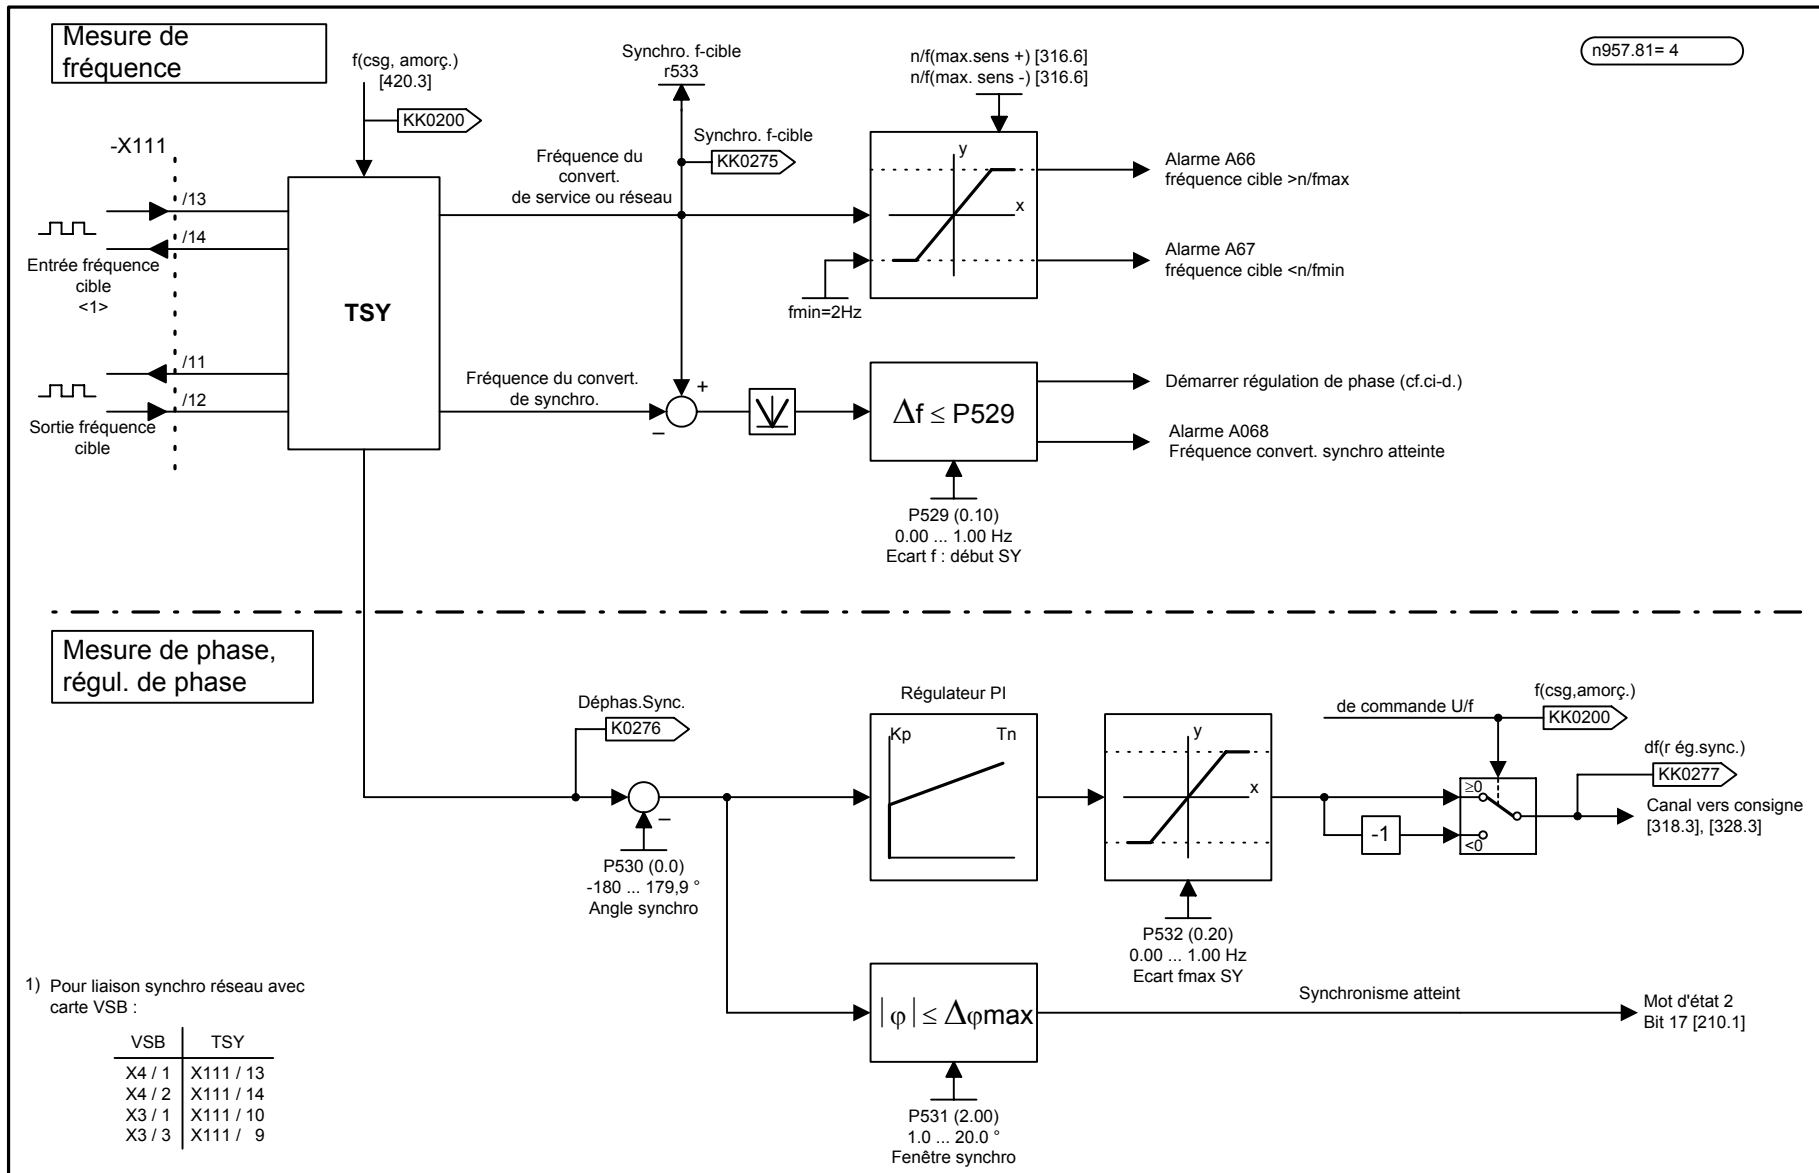 Mesure de
fréquence
f(csg, amorç.)
[420.3]
KK0200
Synchro. f-cible
r533
Synchro. f-cible
KK0275
n/f(max.sens +) [316.6]
n/f(max. sens -) [316.6]
n957.81= 4
-X111
/13
/14
Entrée fréquence
cible
<1>
/11
/12
Sortie fréquence
cible
TSY
Fréquence du
convert.
de service ou réseau
y
x
fmin=2Hz
Alarme A66
fréquence cible >n/fmax
Alarme A67
fréquence cible <n/fmin
Fréquence du convert.
de synchro.
+
–
Δf ≤ P529
Démarrer régulation de phase (cf.ci-d.)
Alarme A068
Fréquence convert. synchro atteinte
P529 (0.10)
0.00 ... 1.00 Hz
Ecart f : début SY
Mesure de phase,
régul. de phase
Déphas.Sync.
K0276
–
P530 (0.0)
-180 ... 179,9 °
Angle synchro
Régulateur PI
Kp Tn
y
x
P532 (0.20)
0.00 ... 1.00 Hz
Ecart fmax SY
de commande U/f
f(csg,amorç.)
KK0200
df(r ég.sync.)
KK0277
≥0
<0
-1
Canal vers consigne
[318.3], [328.3]
|φ| ≤ Δφmax
Synchronisme atteint
Mot d'état 2
Bit 17 [210.1]
P531 (2.00)
1.0 ... 20.0 °
Fenêtre synchro
1) Pour liaison synchro réseau avec
carte VSB :
VSB TSY
X4 / 1 X111 / 13
X4 / 2 X111 / 14
X3 / 1 X111 / 10
X3 / 3 X111 / 9